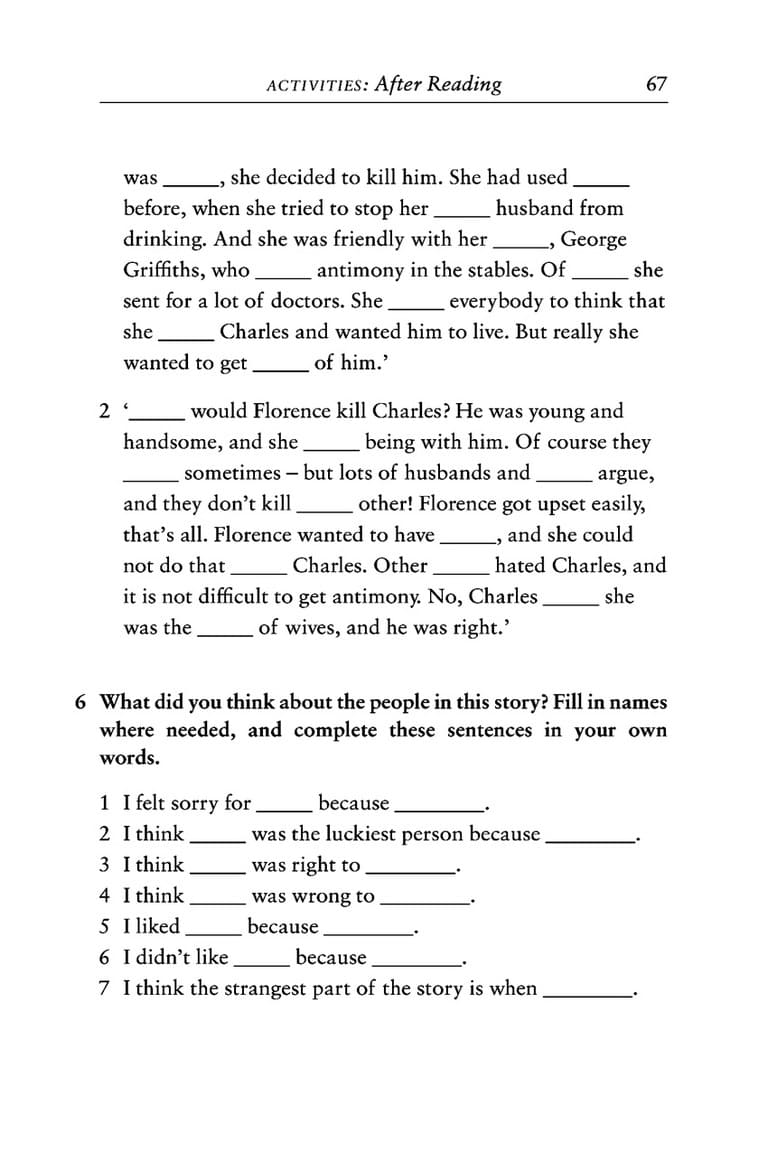 ACTIVITIES: After Reading 67
was _____, she decided to kill him. She had used _____
before, when she tried to stop her _____ husband from
drinking. And she was friendly with her _____, George
Griffiths, who _____ antimony in the stables. Of _____ she
sent for a lot of doctors. She _____ everybody to think that
she _____ Charles and wanted him to live. But really she
wanted to get _____ of him.’
2 ‘_____ would Florence kill Charles? He was young and
handsome, and she _____ being with him. Of course they
_____ sometimes – but lots of husbands and _____ argue,
and they don’t kill _____ other! Florence got upset easily,
that’s all. Florence wanted to have _____, and she could
not do that _____ Charles. Other _____ hated Charles, and
it is not difficult to get antimony. No, Charles _____ she
was the _____ of wives, and he was right.’
6 What did you think about the people in this story? Fill in names
where needed, and complete these sentences in your own
words.
1 I felt sorry for _____ because ________.
2 I think _____ was the luckiest person because ________.
3 I think _____ was right to ________.
4 I think _____ was wrong to ________.
5 I liked _____ because ________.
6 I didn’t like _____ because ________.
7 I think the strangest part of the story is when ________.